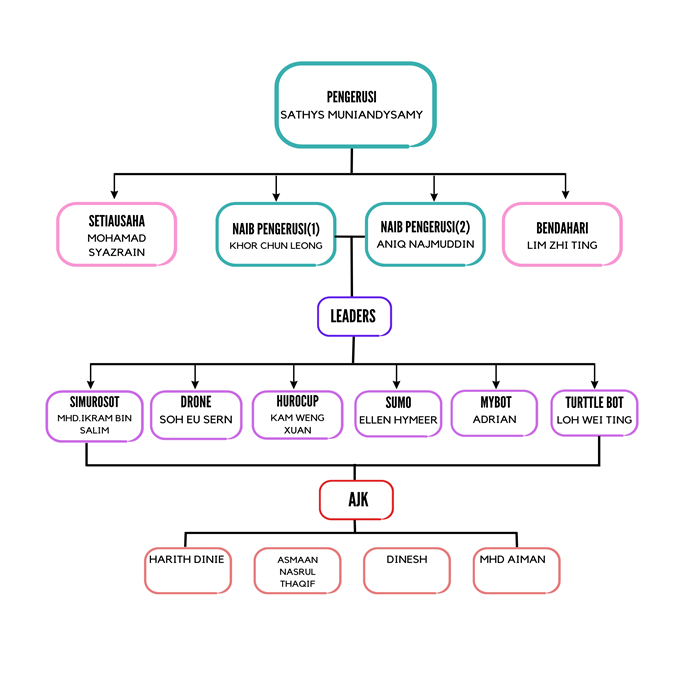 PENGERUSI
SATHYS MUNIANDYSAMY
SETIAUSAHA
MOHAMAD
SYAZRAIN
NAIB PENGERUSI(1)
KHOR CHUN LEONG
NAIB PENGERUSI(2)
ANIQ NAJMUDDIN
BENDAHARI
LIM ZHI TING
LEADERS
SIMUROSOT
MHD.IKRAM BIN
SALIM
DRONE
SOH EU SERN
HUROCUP
KAM WENG
XUAN
SUMO
ELLEN HYMEER
MYBOT
ADRIAN
TURTTLE BOT
LOH WEI TING
AJK
HARITH DINIE
ASMAAN
NASRUL
THAQIF
DINESH
MHD AIMAN